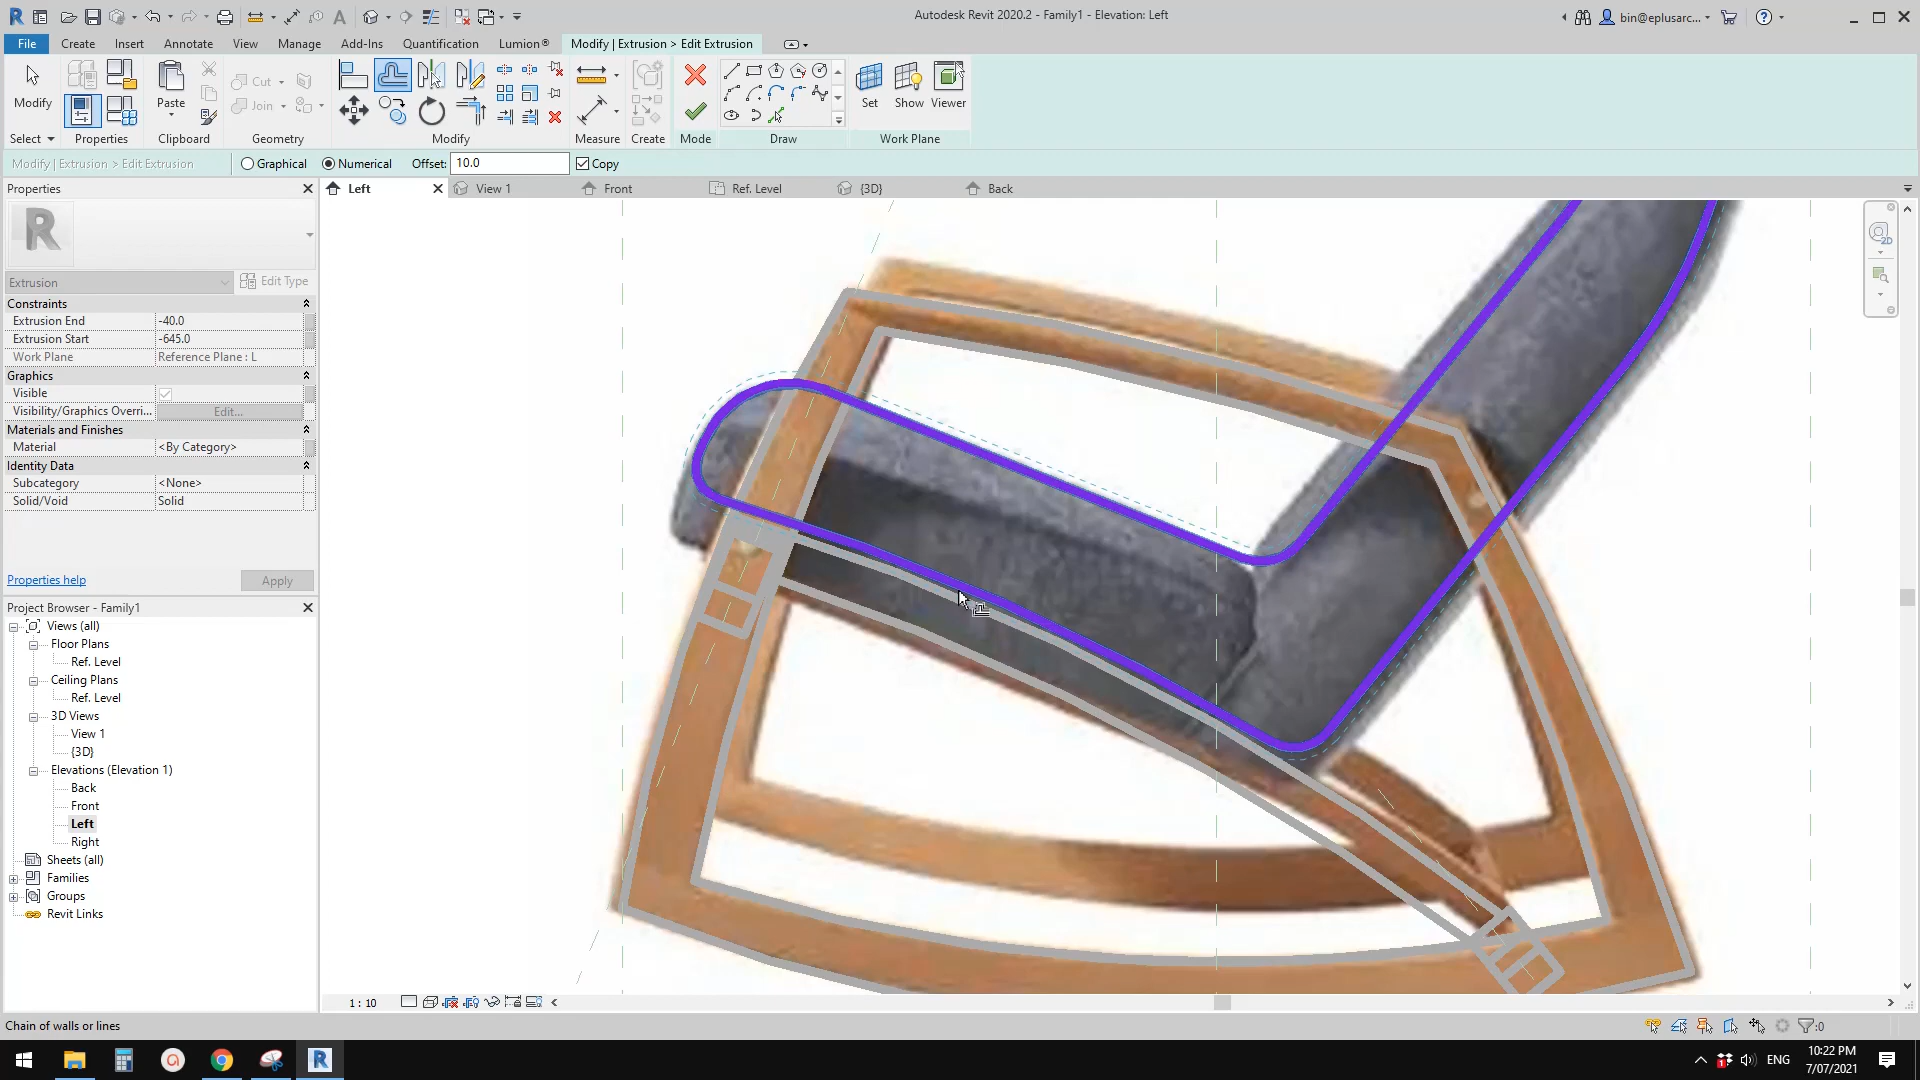 Autodesk Revit 2020.2 - Family1 - Elevation: Left
bin@eplusarc...
File Create Insert Annotate View Manage Add-Ins Quantification Lumion® Modify | Extrusion > Edit Extrusion
Modify Paste Cut Join Set Show Viewer
Select Properties Clipboard Geometry Modify Measure Create Mode Draw Work Plane
Modify | Extrusion > Edit Extrusion Graphical Numerical Offset: 10.0 Copy
Properties
Left View 1 Front Ref. Level {3D} Back
R
2D
Extrusion Edit Type
Constraints
Extrusion End -40.0
Extrusion Start -645.0
Work Plane Reference Plane : L
Graphics
Visible
Visibility/Graphics Overri... Edit...
Materials and Finishes
Material <By Category>
Identity Data
Subcategory <None>
Solid/Void Solid
Properties help Apply
Project Browser - Family1
Views (all)
Floor Plans
Ref. Level
Ceiling Plans
Ref. Level
3D Views
View 1
{3D}
Elevations (Elevation 1)
Back
Front
Left
Right
Sheets (all)
Families
Groups
Revit Links
1 : 10
Chain of walls or lines
:0
ENG
10:22 PM
7/07/2021